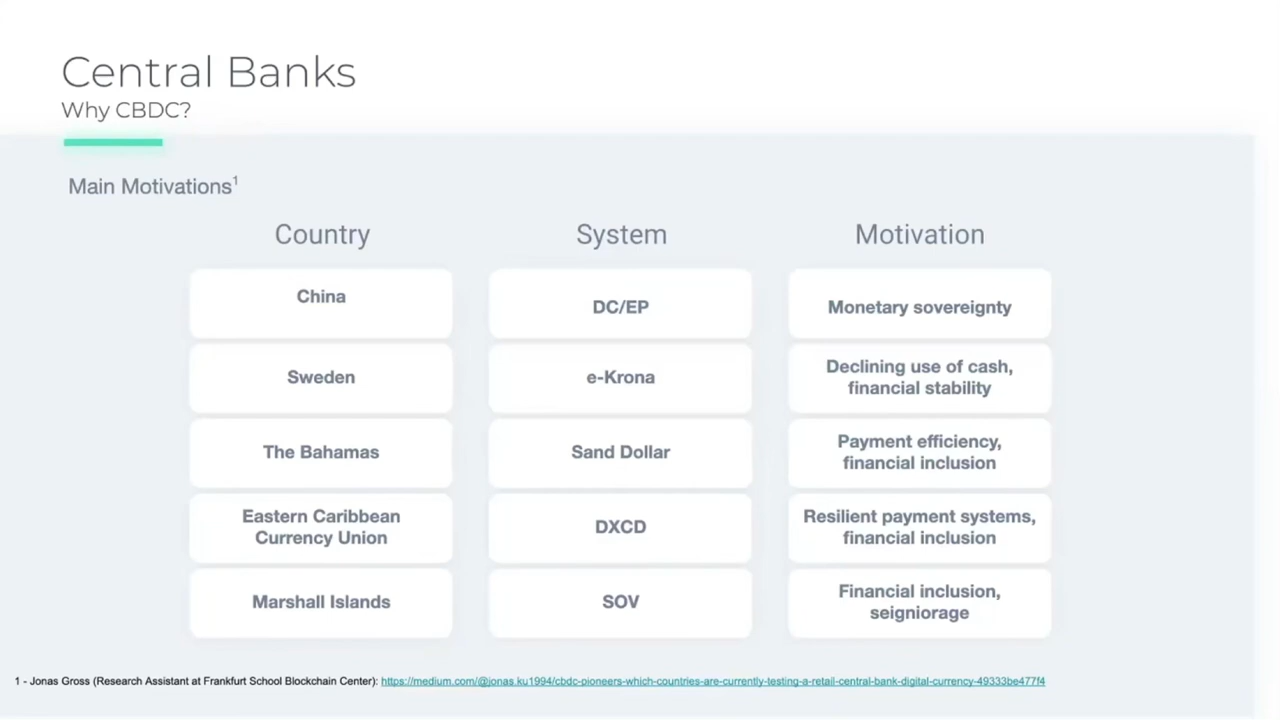 Central Banks
Why CBDC?
Main Motivations¹
Country System Motivation
China DC/EP Monetary sovereignty
Sweden e-Krona Declining use of cash,
financial stability
The Bahamas Sand Dollar Payment efficiency,
financial inclusion
Eastern Caribbean
Currency Union DXCD Resilient payment systems,
financial inclusion
Marshall Islands SOV Financial inclusion,
seigniorage
1 - Jonas Gross (Research Assistant at Frankfurt School Blockchain Center): https://medium.com/@jonas.ku1994/cbdc-pioneers-which-countries-are-currently-testing-a-retail-central-bank-digital-currency-49333be477f4